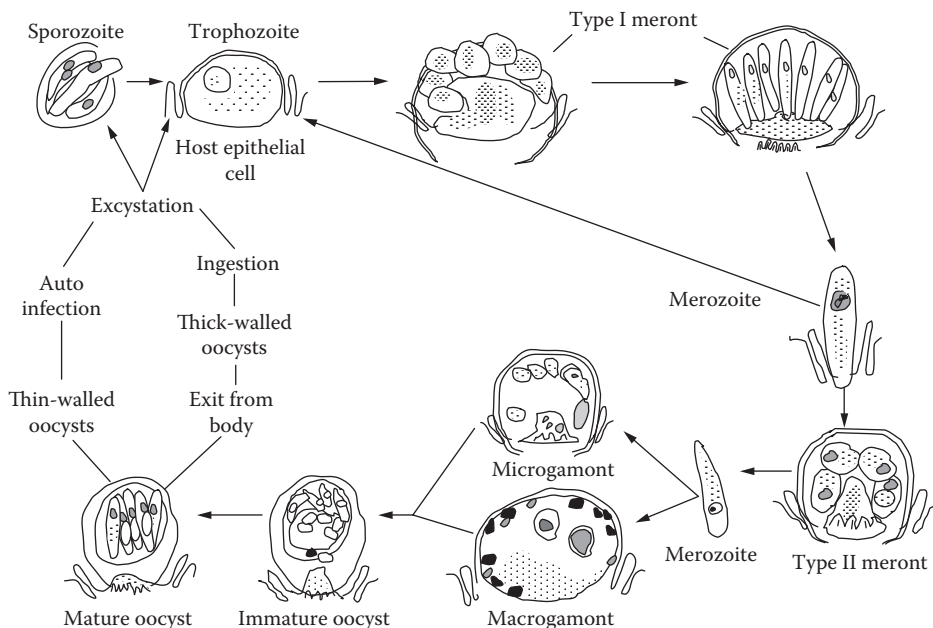 Sporozoite
Trophozoite
Type I meront
Host epithelial
cell
Excystation
Auto
infection
Ingestion
Thick-walled
oocysts
Thin-walled
oocysts
Exit from
body
Merozoite
Microgamont
Merozoite
Type II meront
Mature oocyst
Immature oocyst
Macrogamont